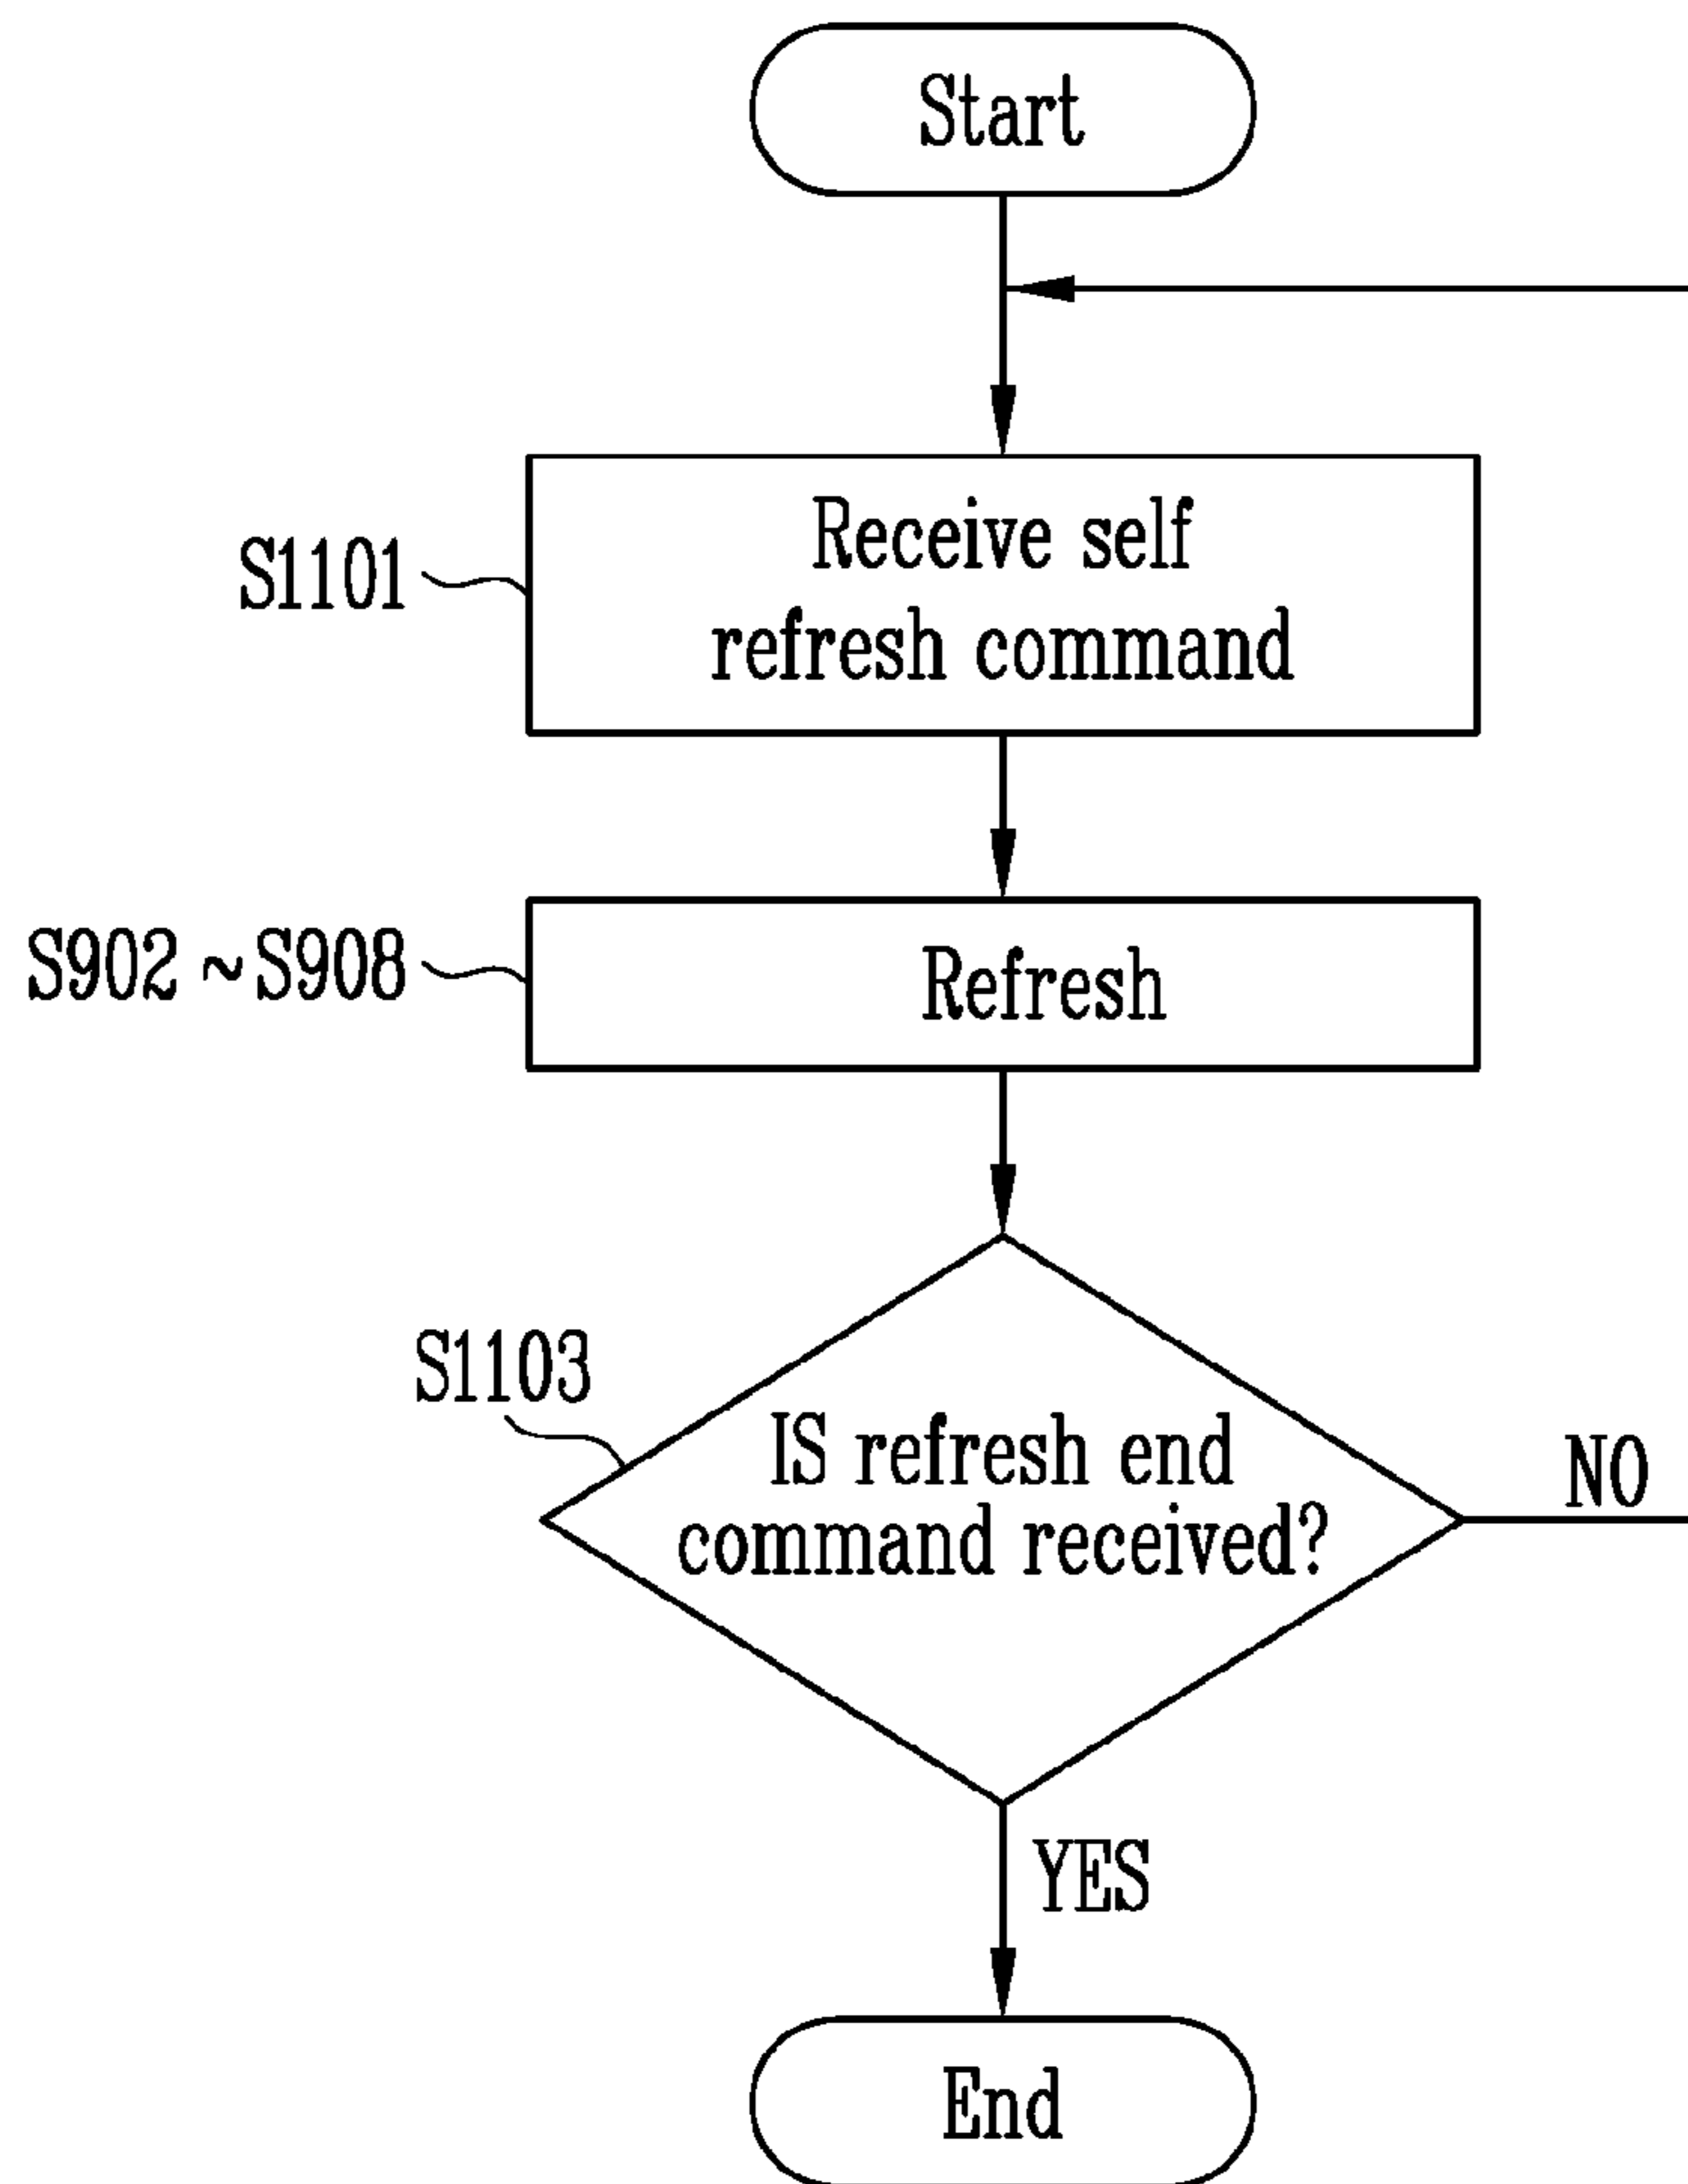 Start
S1101
Receive self
refresh command
S902 ~ S908
Refresh
S1103
IS refresh end
command received?
NO
YES
End